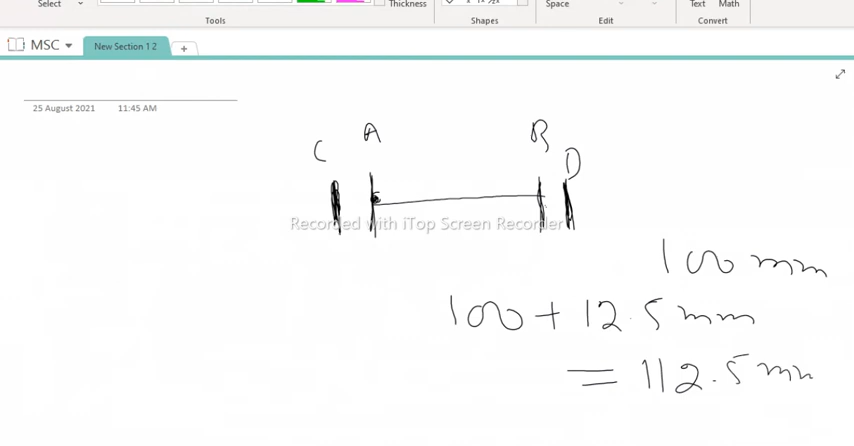 Select
Thickness
Space
Text
Math
Tools
Shapes
Edit
Convert
MSC
New Section 1 2
+
25 August 2021 11:45 AM
C A B D
Recorded with iTop Screen Recorder
100 mm
100 + 12.5 mm
= 112.5 mm